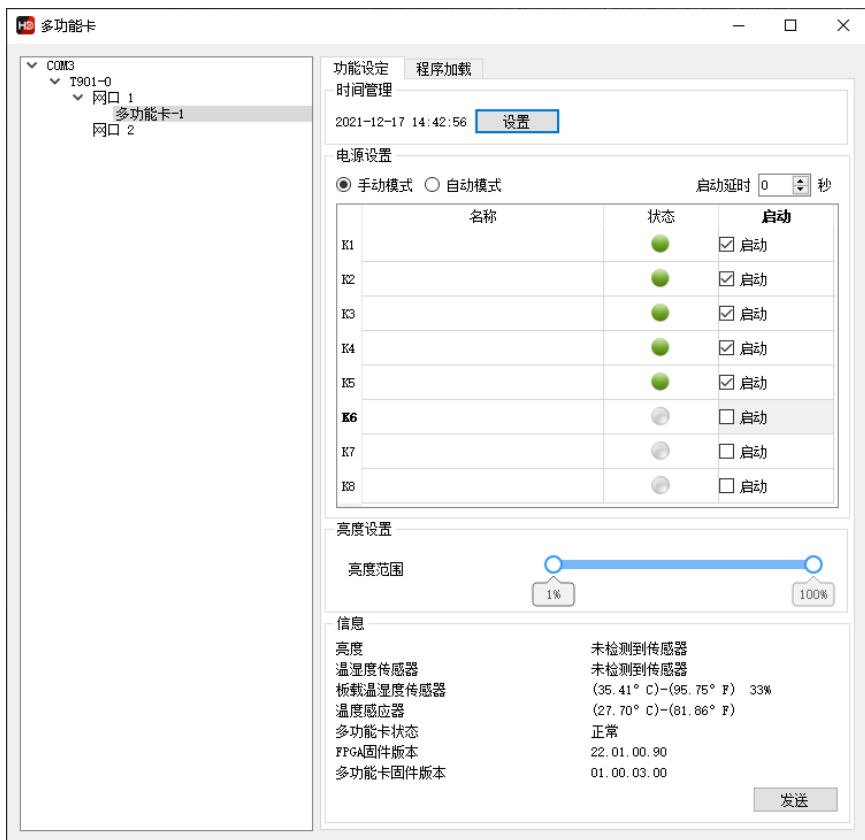 HD 多功能卡
COM3
T901-0
网口 1
多功能卡-1
网口 2
功能设定 程序加载
时间管理
2021-12-17 14:42:56 设置
电源设置
手动模式 自动模式 启动延时 0 秒
名称 状态 启动
K1 启动
K2 启动
K3 启动
K4 启动
K5 启动
K6 启动
K7 启动
K8 启动
亮度设置
亮度范围
1% 100%
信息
亮度 未检测到传感器
温湿度传感器 未检测到传感器
板载温湿度传感器 (35.41° C)-(95.75° F) 33%
温度感应器 (27.70° C)-(81.86° F)
多功能卡状态 正常
FPGA固件版本 22.01.00.90
多功能卡固件版本 01.00.03.00
发送